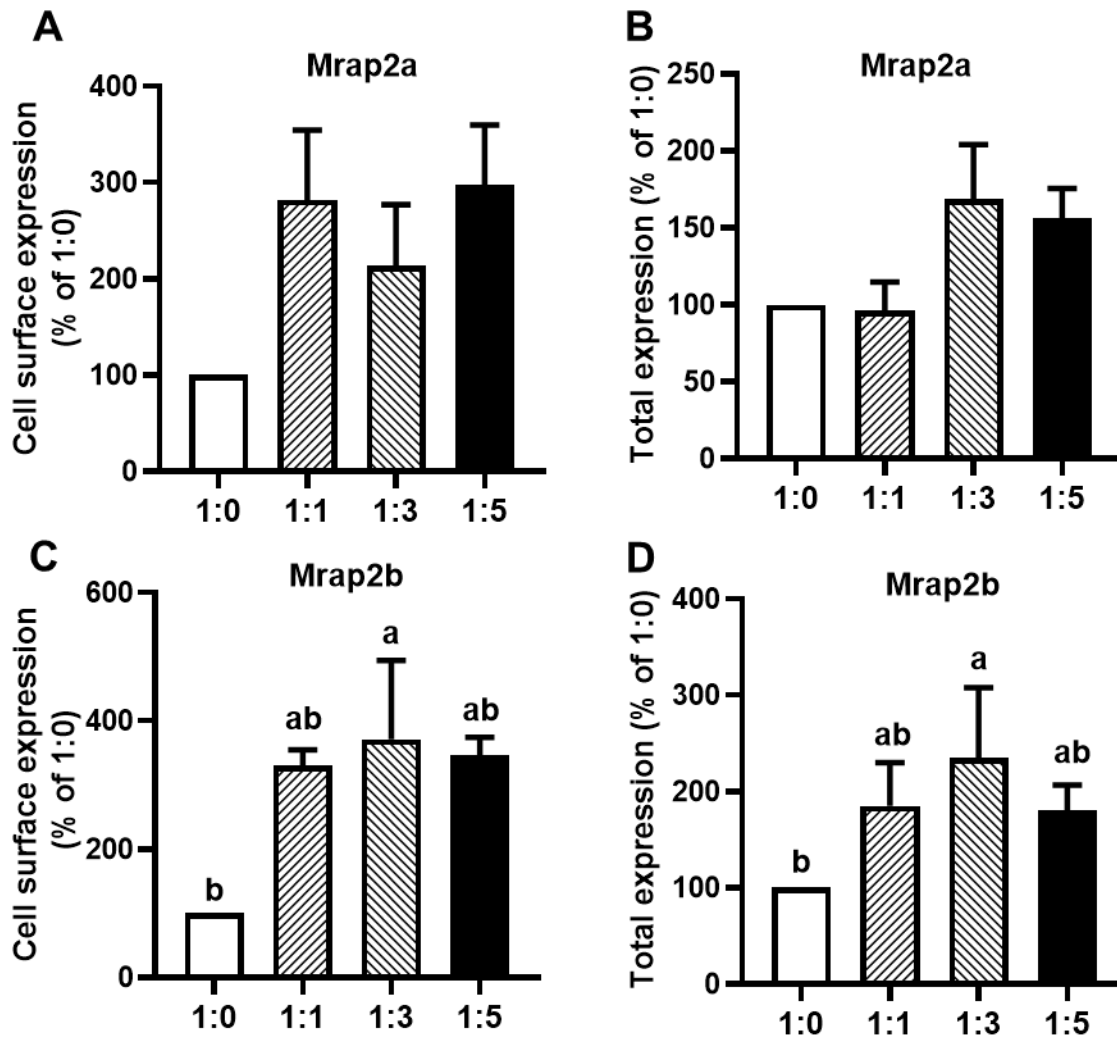 A
Mrap2a
Cell surface expression
(% of 1:0)
400
300
200
100
0
1:0 1:1 1:3 1:5
B
Mrap2a
Total expression (% of 1:0)
250
200
150
100
50
0
1:0 1:1 1:3 1:5
C
Mrap2b
Cell surface expression
(% of 1:0)
600
400
200
0
b ab a ab
1:0 1:1 1:3 1:5
D
Mrap2b
Total expression (% of 1:0)
400
300
200
100
0
b ab a ab
1:0 1:1 1:3 1:5